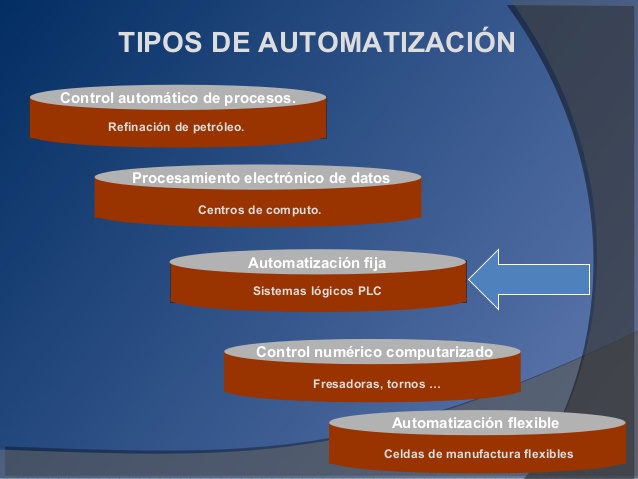 TIPOS DE AUTOMATIZACIÓN
Control automático de procesos.
Refinación de petróleo.
Procesamiento electrónico de datos
Centros de computo.
Automatización fija
Sistemas lógicos PLC
Control numérico computarizado
Fresadoras, tornos ...
Automatización flexible
Celdas de manufactura flexibles